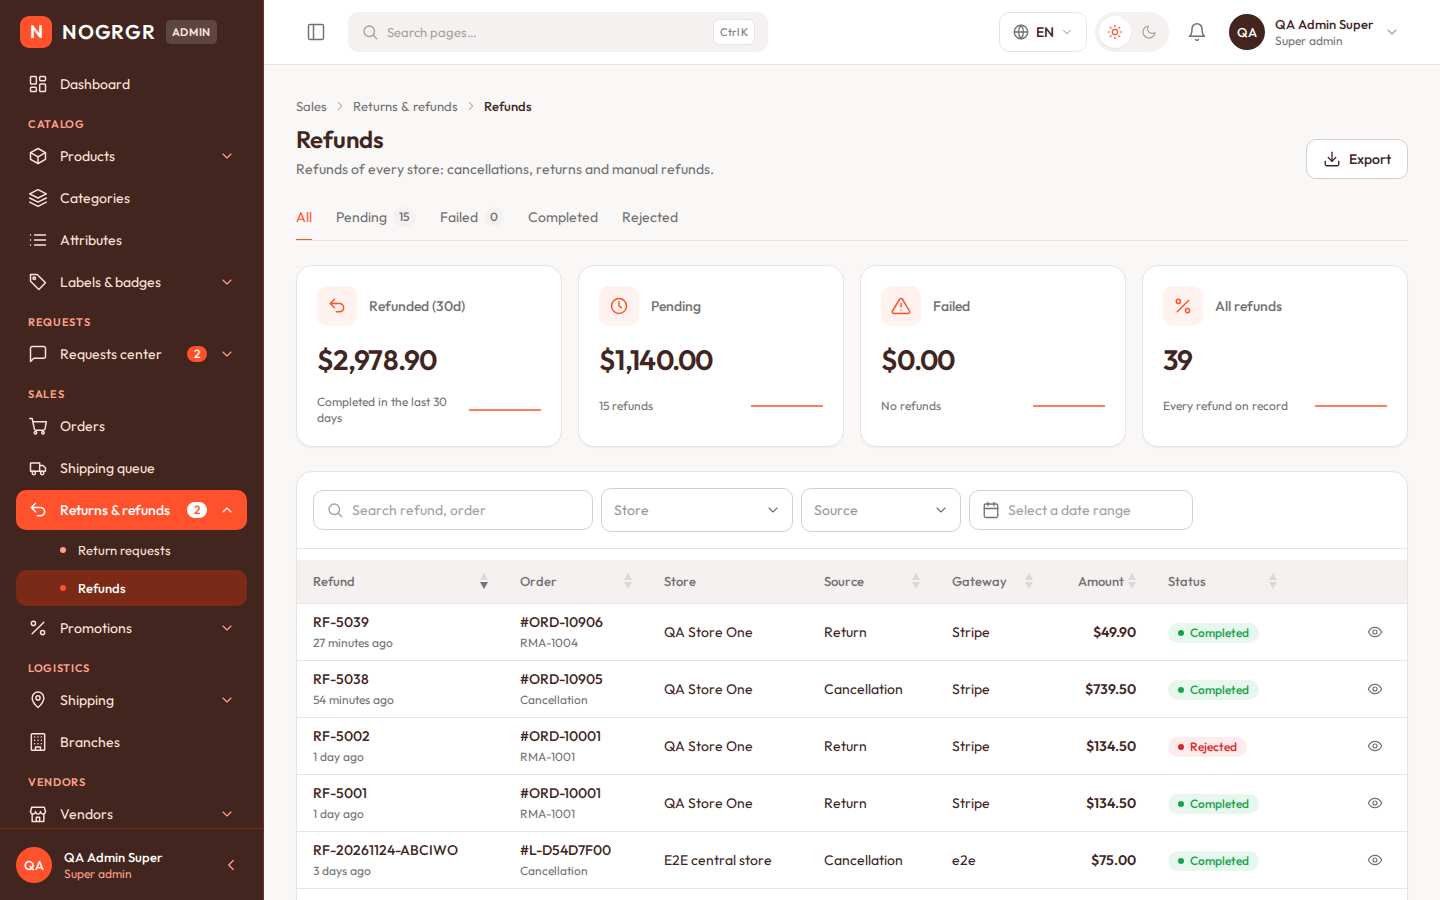 N NOGRGR ADMIN
Search pages...
Ctrl K
EN
QA
QA Admin Super
Super admin
Dashboard
CATALOG
Products
Categories
Attributes
Labels & badges
REQUESTS
Requests center 2
SALES
Orders
Shipping queue
Returns & refunds 2
Return requests
Refunds
Promotions
LOGISTICS
Shipping
Branches
VENDORS
Vendors
QA
QA Admin Super
Super admin
Sales > Returns & refunds > Refunds
Refunds
Refunds of every store: cancellations, returns and manual refunds.
Export
All Pending 15 Failed 0 Completed Rejected
Refunded (30d)
$2,978.90
Completed in the last 30
days
Pending
$1,140.00
15 refunds
Failed
$0.00
No refunds
All refunds
39
Every refund on record
Search refund, order
Store
Source
Select a date range
Refund Order Store Source Gateway Amount Status
RF-5039 #ORD-10906 QA Store One Return Stripe $49.90 Completed
27 minutes ago RMA-1004
RF-5038 #ORD-10905 QA Store One Cancellation Stripe $739.50 Completed
54 minutes ago Cancellation
RF-5002 #ORD-10001 QA Store One Return Stripe $134.50 Rejected
1 day ago RMA-1001
RF-5001 #ORD-10001 QA Store One Return Stripe $134.50 Completed
1 day ago RMA-1001
RF-20261124-ABCIWO #L-D54D7F00 E2E central store Cancellation e2e $75.00 Completed
3 days ago Cancellation